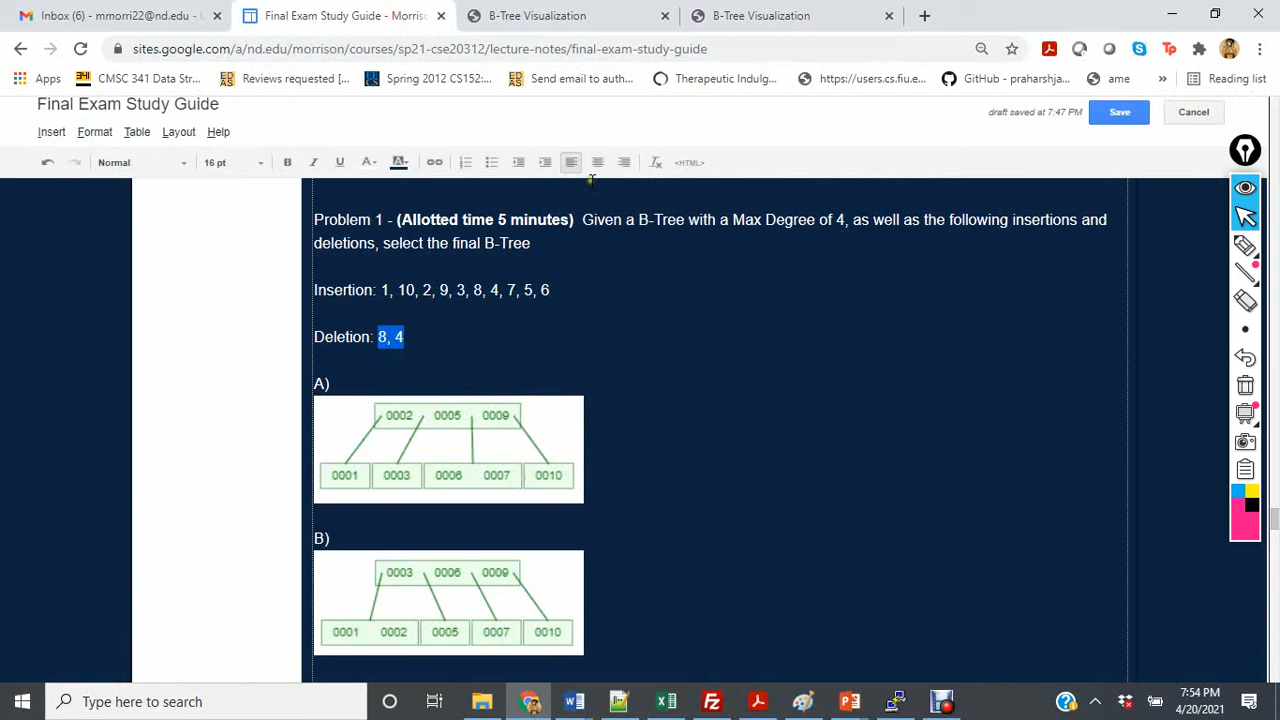 Inbox (6) - mmorri22@nd.edu - U
Final Exam Study Guide - Morriso
B-Tree Visualization
B-Tree Visualization
sites.google.com/a/nd.edu/morrison/courses/sp21-cse20312/lecture-notes/final-exam-study-guide
Apps
CMSC 341 Data Str...
Reviews requested [...
Spring 2012 CS152:...
Send email to auth...
Therapeutic Indulg...
https://users.cs.fiu.e...
GitHub - praharshja...
ame
»
Reading list
Final Exam Study Guide
draft saved at 7:47 PM
Save
Cancel
Insert
Format
Table
Layout
Help
Normal
16 pt
B
I
U
A
A
<HTML>
Problem 1 - (Allotted time 5 minutes) Given a B-Tree with a Max Degree of 4, as well as the following insertions and
deletions, select the final B-Tree
Insertion: 1, 10, 2, 9, 3, 8, 4, 7, 5, 6
Deletion: 8, 4
A)
0002 0005 0009
0001 0003 0006 0007 0010
B)
0003 0006 0009
0001 0002 0005 0007 0010
Type here to search
7:54 PM
4/20/2021